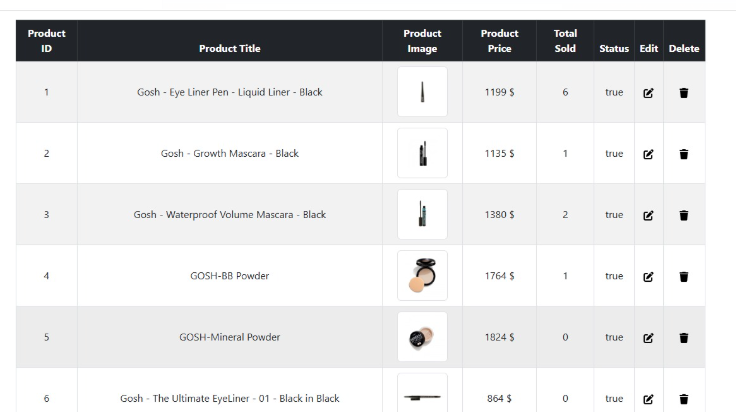 Product ID Product Title Product Image Product Price Total Sold Status Edit Delete
1 Gosh - Eye Liner Pen - Liquid Liner - Black 1199 $ 6 true
2 Gosh - Growth Mascara - Black 1135 $ 1 true
3 Gosh - Waterproof Volume Mascara - Black 1380 $ 2 true
4 GOSH-BB Powder 1764 $ 1 true
5 GOSH-Mineral Powder 1824 $ 0 true
6 Gosh - The Ultimate EyeLiner - 01 - Black in Black 864 $ 0 true